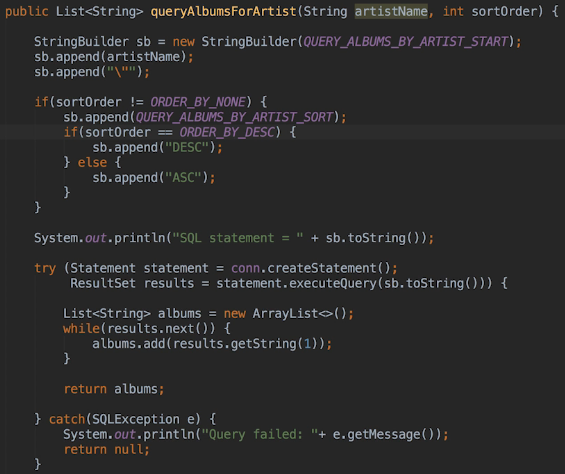 public List<String> queryAlbumsForArtist(String artistName, int sortOrder) {
StringBuilder sb = new StringBuilder(QUERY_ALBUMS_BY_ARTIST_START);
sb.append(artistName);
sb.append("\"");
if(sortOrder != ORDER_BY_NONE) {
sb.append(QUERY_ALBUMS_BY_ARTIST_SORT);
if(sortOrder == ORDER_BY_DESC) {
sb.append("DESC");
} else {
sb.append("ASC");
}
}
System.out.println("SQL statement = " + sb.toString());
try (Statement statement = conn.createStatement();
ResultSet results = statement.executeQuery(sb.toString())) {
List<String> albums = new ArrayList<>();
while(results.next()) {
albums.add(results.getString(1));
}
return albums;
} catch(SQLException e) {
System.out.println("Query failed: "+ e.getMessage());
return null;
}